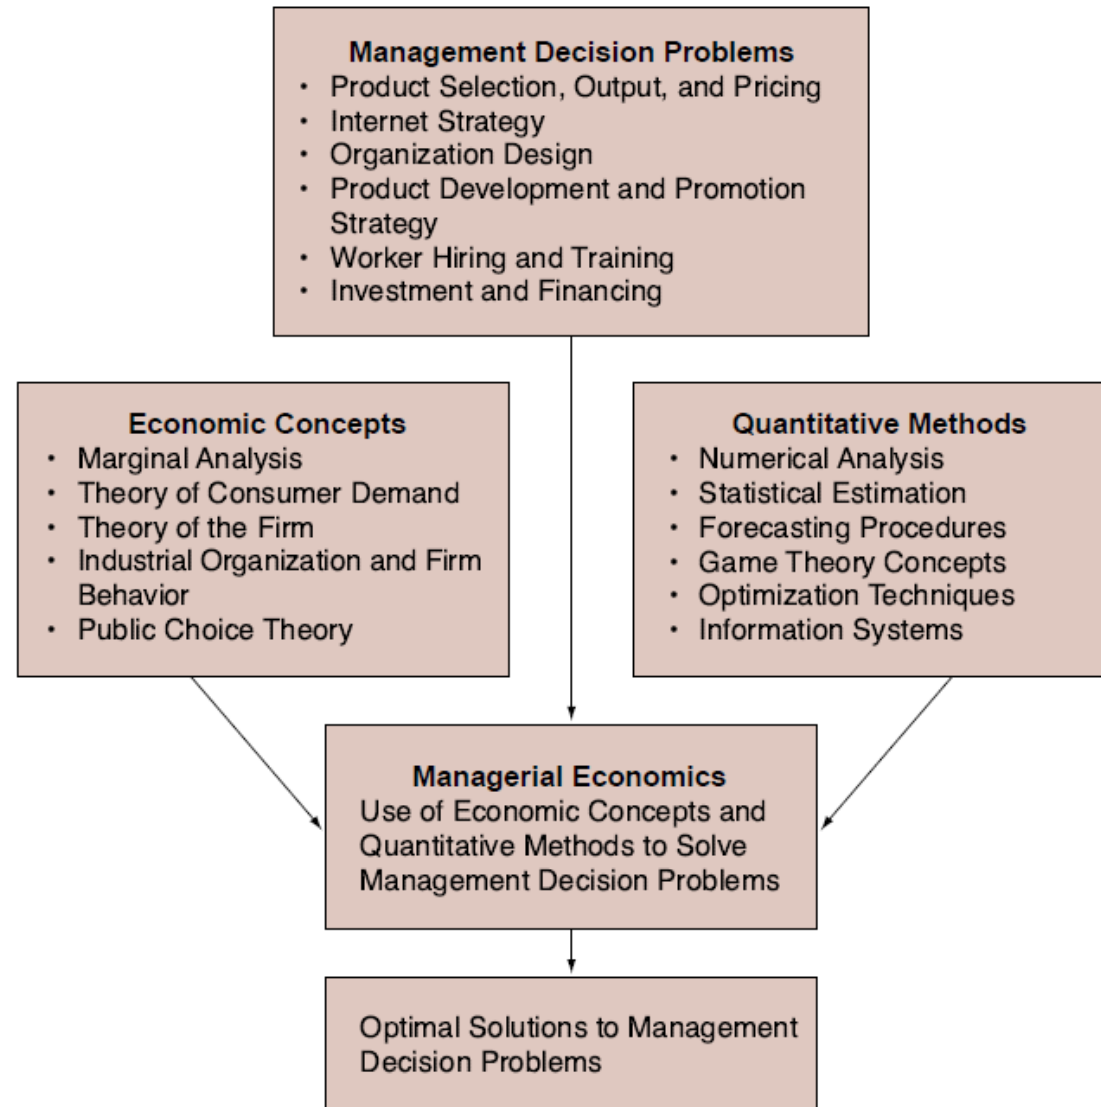 Management Decision Problems
• Product Selection, Output, and Pricing
• Internet Strategy
• Organization Design
• Product Development and Promotion
Strategy
• Worker Hiring and Training
• Investment and Financing
Economic Concepts
• Marginal Analysis
• Theory of Consumer Demand
• Theory of the Firm
• Industrial Organization and Firm
Behavior
• Public Choice Theory
Quantitative Methods
• Numerical Analysis
• Statistical Estimation
• Forecasting Procedures
• Game Theory Concepts
• Optimization Techniques
• Information Systems
Managerial Economics
Use of Economic Concepts and
Quantitative Methods to Solve
Management Decision Problems
Optimal Solutions to Management
Decision Problems